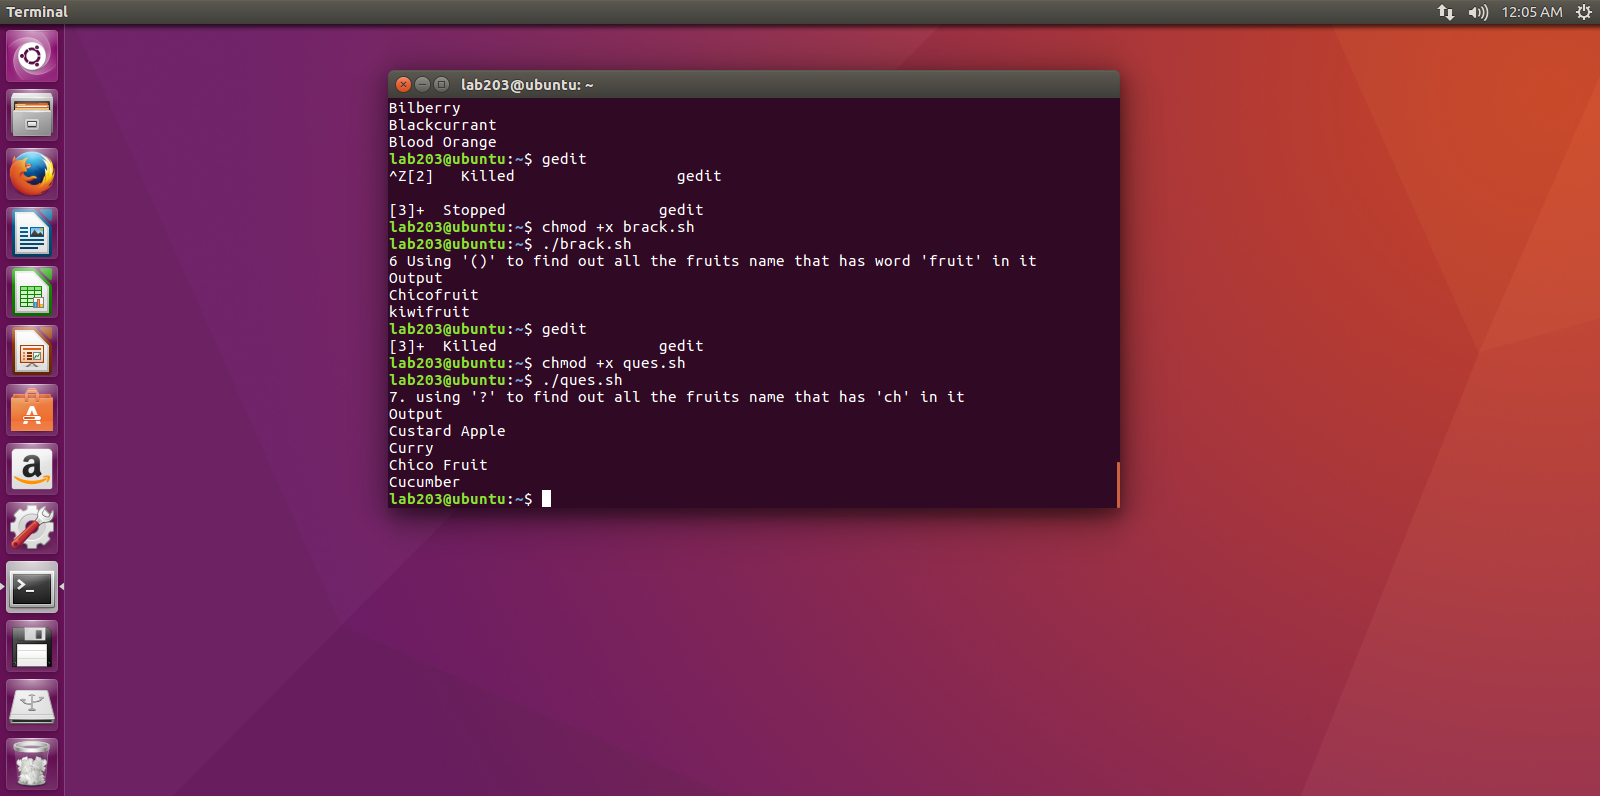 Terminal
12:05 AM
lab203@ubuntu: ~
Bilberry
Blackcurrant
Blood Orange
lab203@ubuntu:~$ gedit
^Z[2]   Killed                  gedit
[3]+  Stopped                 gedit
lab203@ubuntu:~$ chmod +x brack.sh
lab203@ubuntu:~$ ./brack.sh
6 Using '()' to find out all the fruits name that has word 'fruit' in it
Output
Chicofruit
kiwifruit
lab203@ubuntu:~$ gedit
[3]+  Killed                  gedit
lab203@ubuntu:~$ chmod +x ques.sh
lab203@ubuntu:~$ ./ques.sh
7. using '?' to find out all the fruits name that has 'ch' in it
Output
Custard Apple
Curry
Chico Fruit
Cucumber
lab203@ubuntu:~$